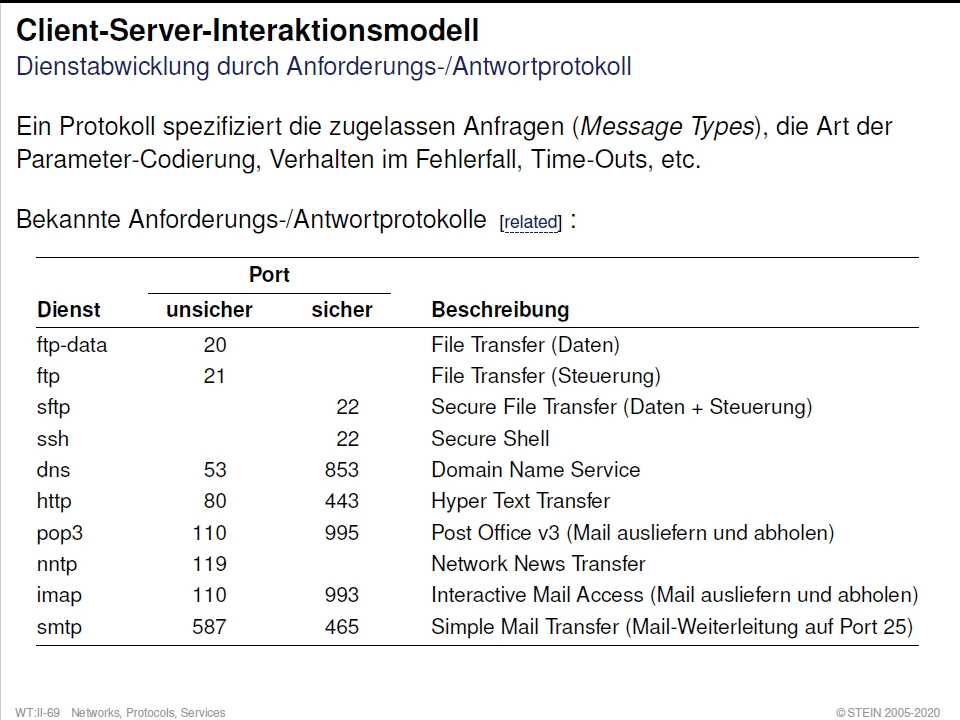 Client-Server-Interaktionsmodell
Dienstabwicklung durch Anforderungs-/Antwortprotokoll
Ein Protokoll spezifiziert die zugelassen Anfragen (Message Types), die Art der
Parameter-Codierung, Verhalten im Fehlerfall, Time-Outs, etc.
Bekannte Anforderungs-/Antwortprotokolle [related] :
Port
Dienst unsicher sicher Beschreibung
ftp-data 20 File Transfer (Daten)
ftp 21 File Transfer (Steuerung)
sftp 22 Secure File Transfer (Daten + Steuerung)
ssh 22 Secure Shell
dns 53 853 Domain Name Service
http 80 443 Hyper Text Transfer
pop3 110 995 Post Office v3 (Mail ausliefern und abholen)
nntp 119 Network News Transfer
imap 110 993 Interactive Mail Access (Mail ausliefern und abholen)
smtp 587 465 Simple Mail Transfer (Mail-Weiterleitung auf Port 25)
WT:II-69 Networks, Protocols, Services ©STEIN 2005-2020